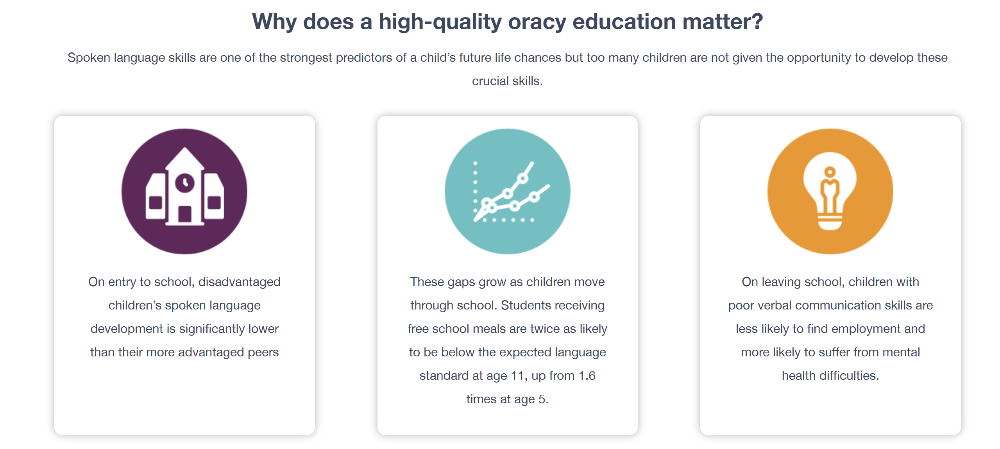 Why does a high-quality oracy education matter?
Spoken language skills are one of the strongest predictors of a child’s future life chances but too many children are not given the opportunity to develop these
crucial skills.
On entry to school, disadvantaged
children’s spoken language
development is significantly lower
than their more advantaged peers
These gaps grow as children move
through school. Students receiving
free school meals are twice as likely
to be below the expected language
standard at age 11, up from 1.6
times at age 5.
On leaving school, children with
poor verbal communication skills are
less likely to find employment and
more likely to suffer from mental
health difficulties.